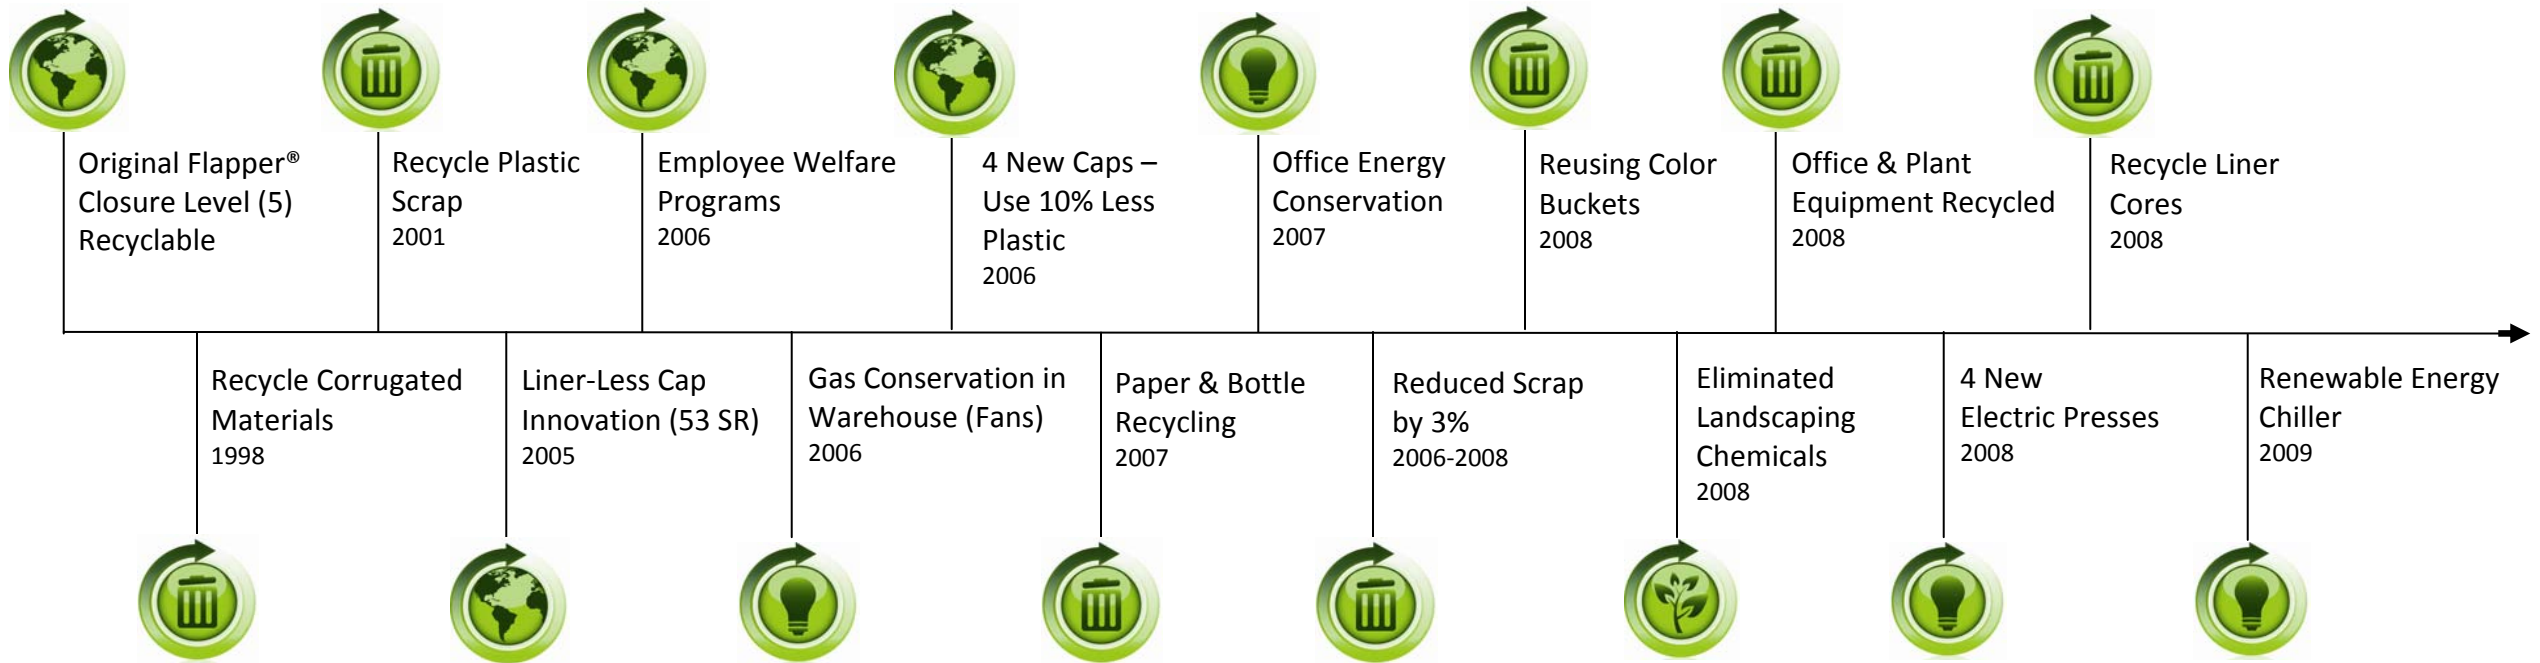 Original Flapper®
Closure Level (5)
Recyclable
Recycle Plastic
Scrap
2001
Employee Welfare
Programs
2006
4 New Caps –
Use 10% Less
Plastic
2006
Office Energy
Conservation
2007
Reusing Color
Buckets
2008
Office & Plant
Equipment Recycled
2008
Recycle Liner
Cores
2008
Recycle Corrugated
Materials
1998
Liner-Less Cap
Innovation (53 SR)
2005
Gas Conservation in
Warehouse (Fans)
2006
Paper & Bottle
Recycling
2007
Reduced Scrap
by 3%
2006-2008
Eliminated
Landscaping
Chemicals
2008
4 New
Electric Presses
2008
Renewable Energy
Chiller
2009